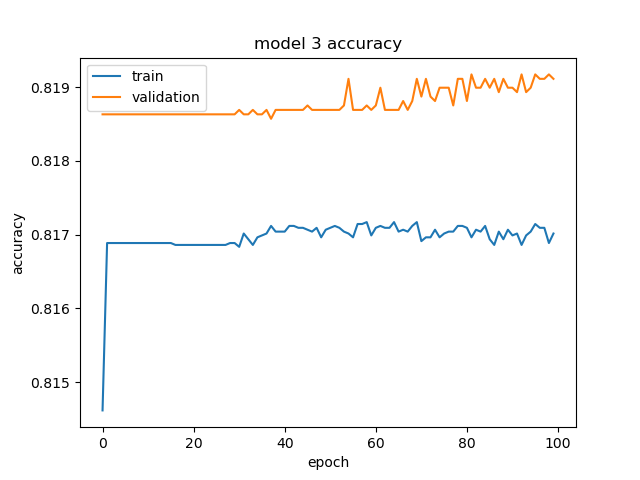 model 3 accuracy
train
validation
accuracy
0.819
0.818
0.817
0.816
0.815
0 20 40 60 80 100
epoch